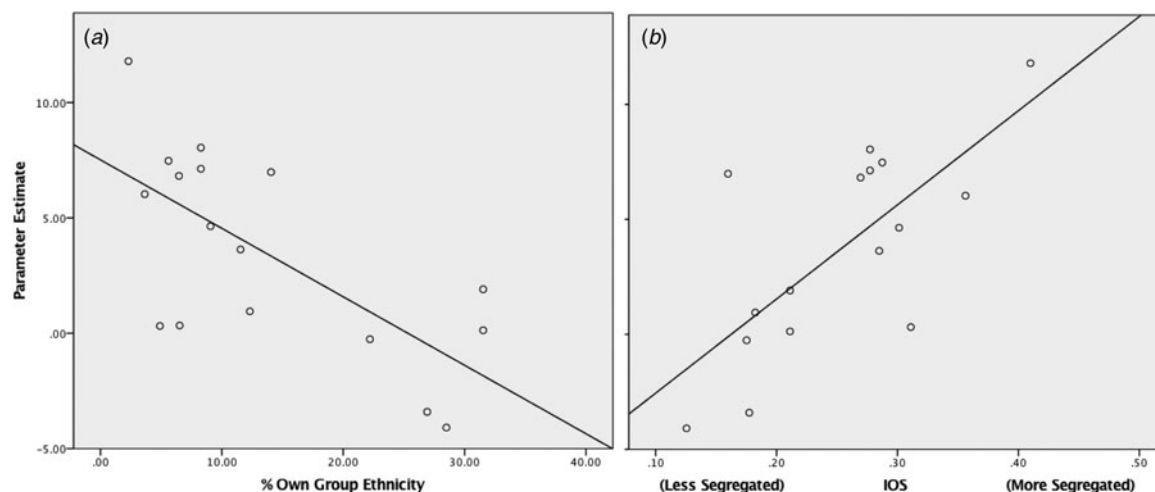 (a)
(b)
Parameter Estimate
10.00
5.00
.00
-5.00
.00
10.00
20.00
30.00
40.00
% Own Group Ethnicity
.10
.20
.30
.40
.50
(Less Segregated) IOS (More Segregated)